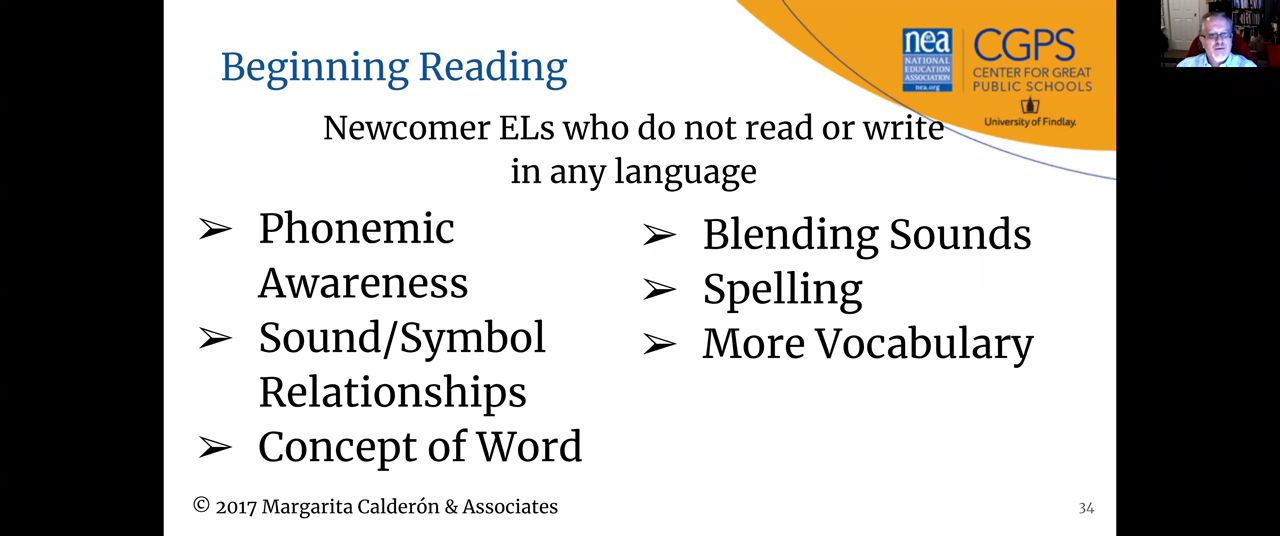 Beginning Reading
nea
NATIONAL
EDUCATION
ASSOCIATION
nea.org
CGPS
CENTER FOR GREAT
PUBLIC SCHOOLS
University of Findlay.
Newcomer ELs who do not read or write
in any language
➢ Phonemic
Awareness
➢ Sound/Symbol
Relationships
➢ Concept of Word
➢ Blending Sounds
➢ Spelling
➢ More Vocabulary
© 2017 Margarita Calderón & Associates
34